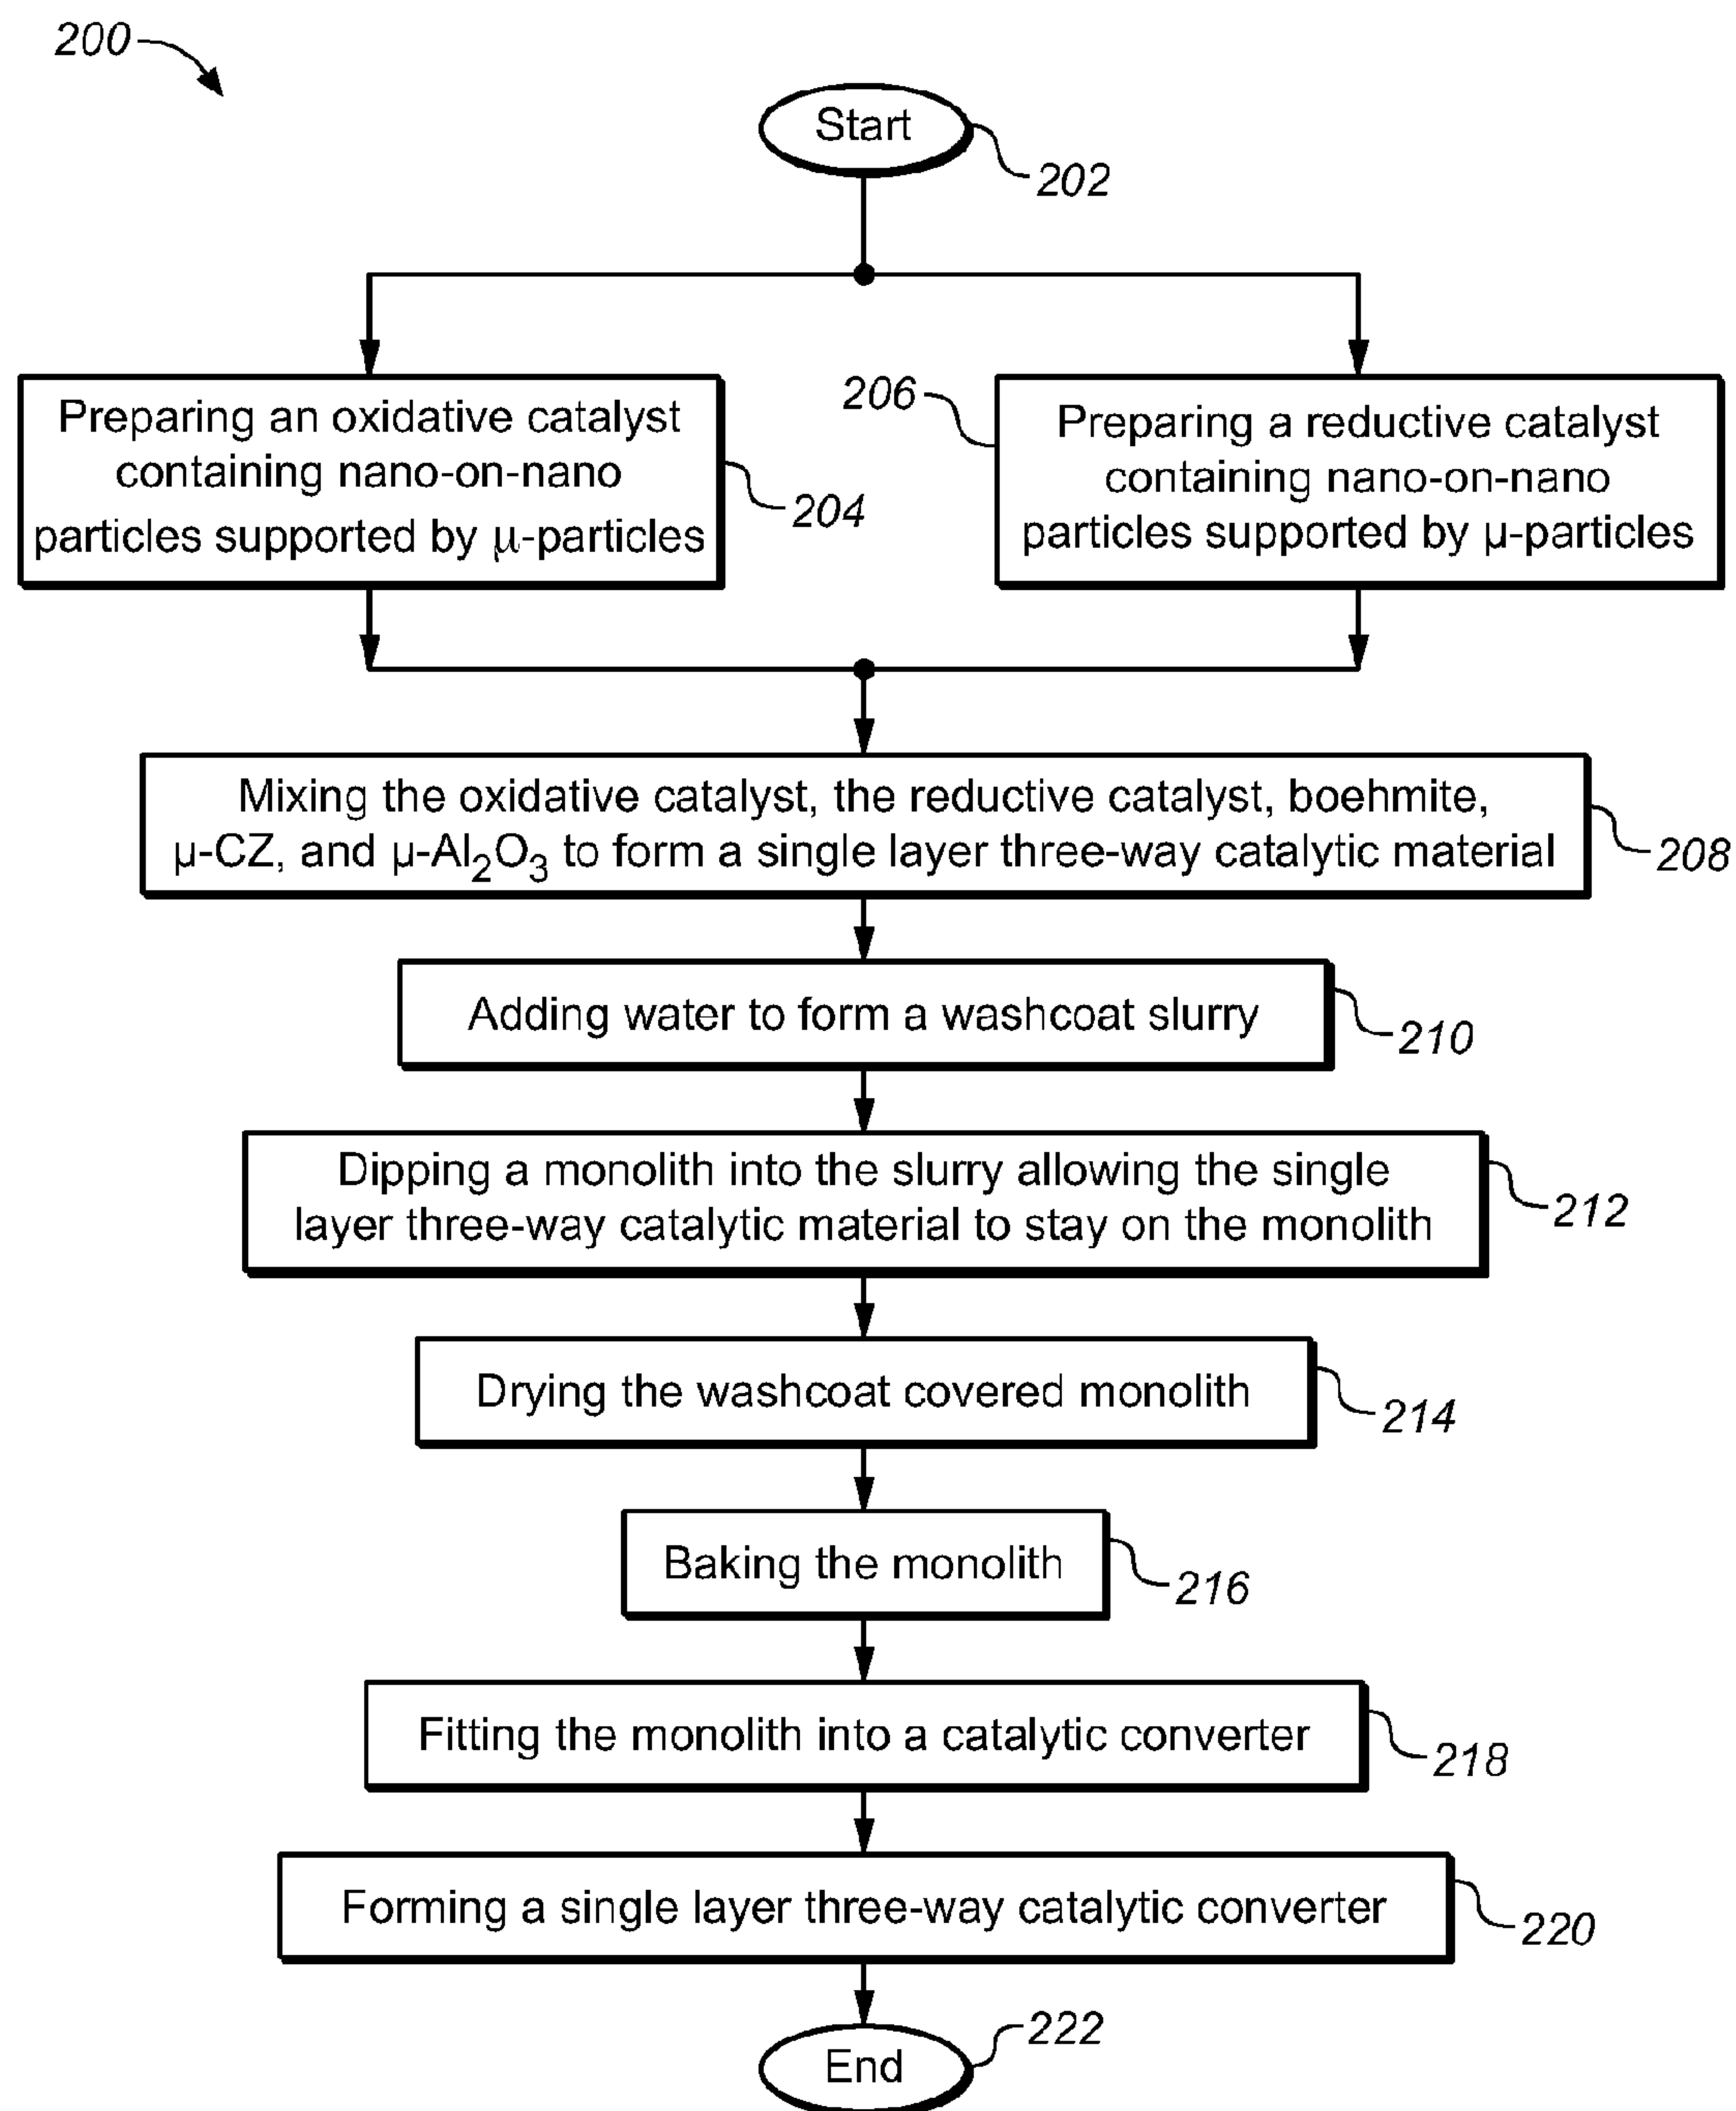 200
Start
202
Preparing an oxidative catalyst
containing nano-on-nano
particles supported by μ-particles
204
206
Preparing a reductive catalyst
containing nano-on-nano
particles supported by μ-particles
Mixing the oxidative catalyst, the reductive catalyst, boehmite,
μ-CZ, and μ-Al₂O₃ to form a single layer three-way catalytic material
208
Adding water to form a washcoat slurry
210
Dipping a monolith into the slurry allowing the single
layer three-way catalytic material to stay on the monolith
212
Drying the washcoat covered monolith
214
Baking the monolith
216
Fitting the monolith into a catalytic converter
218
Forming a single layer three-way catalytic converter
220
End
222